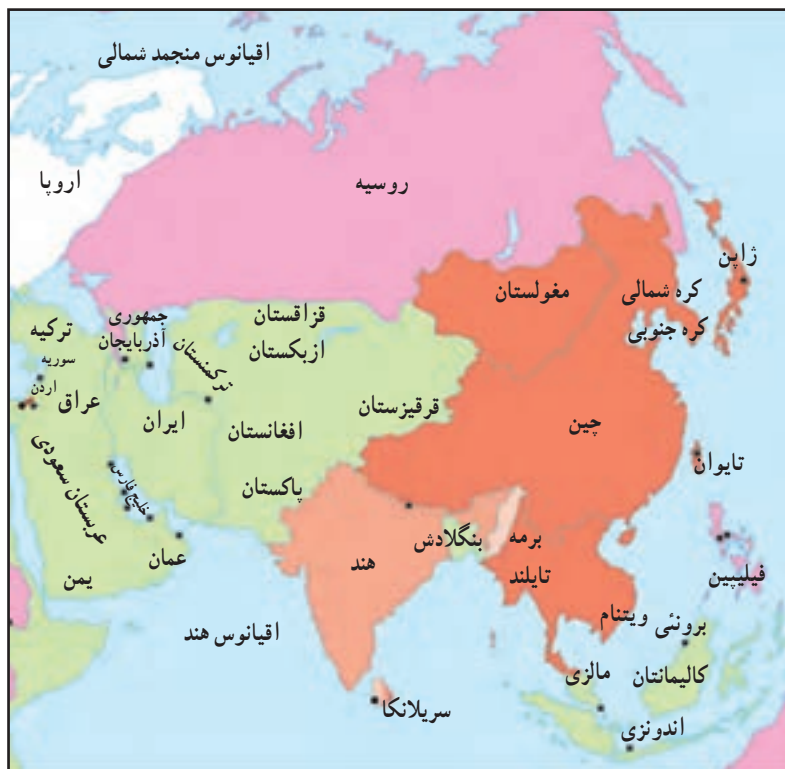 اقیانوس منجمد شمالی
اروپا
روسیه
ژاپن
مغولستان
کره شمالی
کره جنوبی
قزاقستان
ازبکستان
ترکمنستان
جمهوری
آذربایجان
ترکیه
سوریه
اردن
عراق
ایران
افغانستان
قرقیزستان
چین
تایوان
پاکستان
خلیج فارس
عربستان سعودی
عمان
یمن
هند
بنگلادش
برمه
تایلند
فیلیپین
ویتنام
برونئی
اقیانوس هند
مالزی
کالیمانتان
سریلانکا
اندونزی